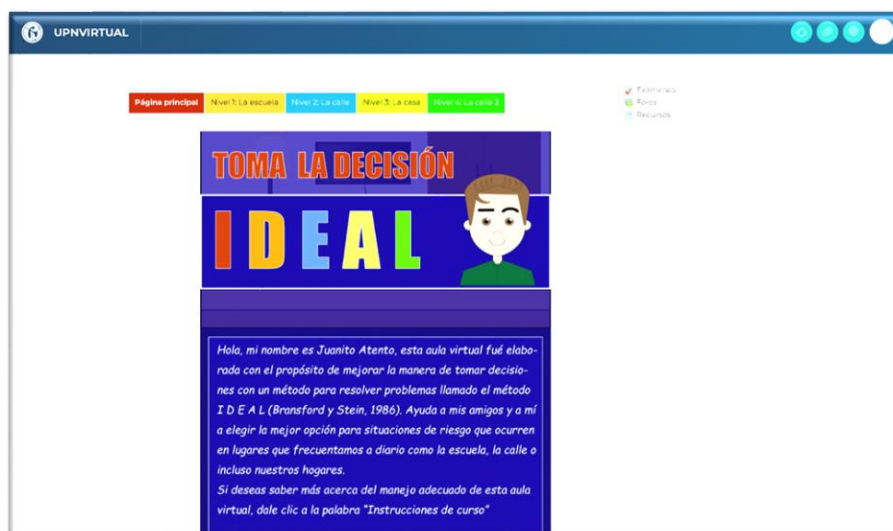 UPNVIRTUAL
Página principal Nivel 1: La escuela Nivel 2: La calle Nivel 3: La casa Nivel 4: La calle 2
Exámenes
Foros
Recursos
TOMA LA DECISIÓN
I D E A L
Hola, mi nombre es Juanito Atento, esta aula virtual fué elabo-
rada con el propósito de mejorar la manera de tomar decisio-
nes con un método para resolver problemas llamado el método
I D E A L (Bransford y Stein, 1986). Ayuda a mis amigos y a mí
a elegir la mejor opción para situaciones de riesgo que ocurren
en lugares que frecuentamos a diario como la escuela, la calle o
incluso nuestros hogares.
Si deseas saber más acerca del manejo adecuado de esta aula
virtual, dale clic a la palabra "Instrucciones de curso"